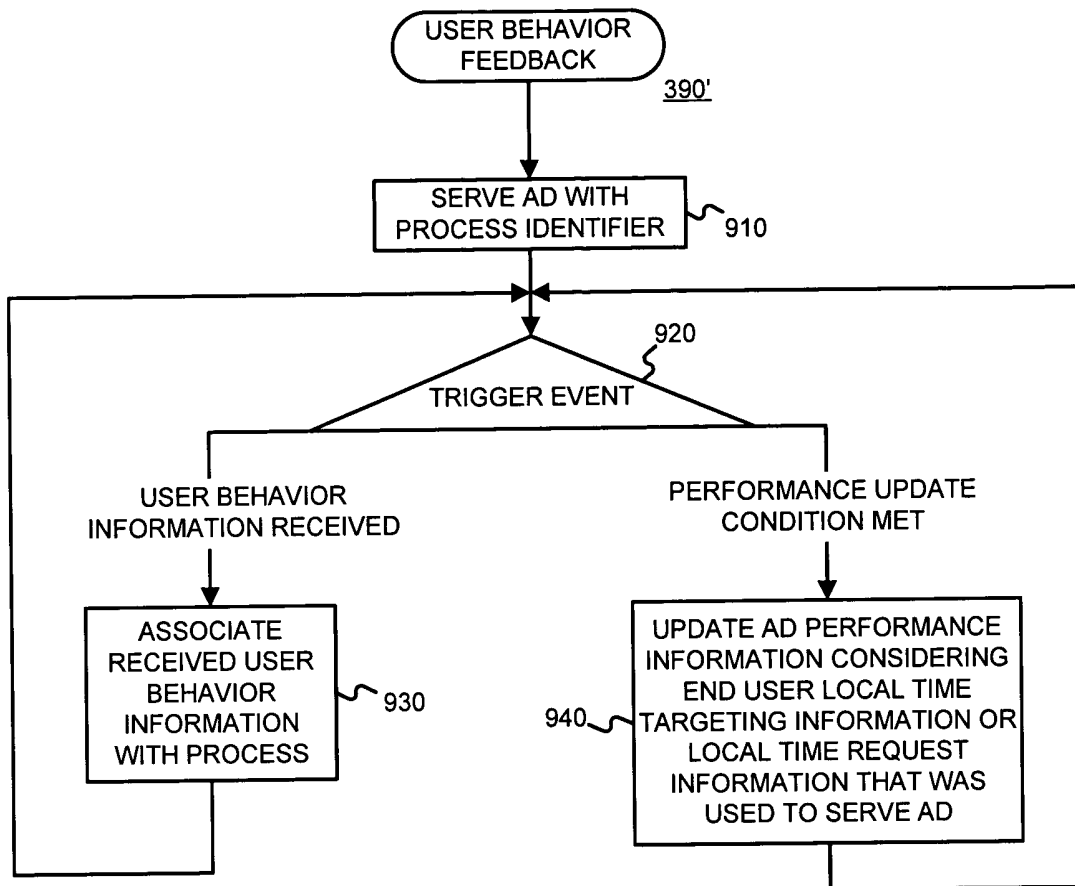 USER BEHAVIOR
FEEDBACK
390'
SERVE AD WITH
PROCESS IDENTIFIER
910
920
TRIGGER EVENT
USER BEHAVIOR
INFORMATION RECEIVED
PERFORMANCE UPDATE
CONDITION MET
ASSOCIATE
RECEIVED USER
BEHAVIOR
INFORMATION
WITH PROCESS
930
940
UPDATE AD PERFORMANCE
INFORMATION CONSIDERING
END USER LOCAL TIME
TARGETING INFORMATION OR
LOCAL TIME REQUEST
INFORMATION THAT WAS
USED TO SERVE AD